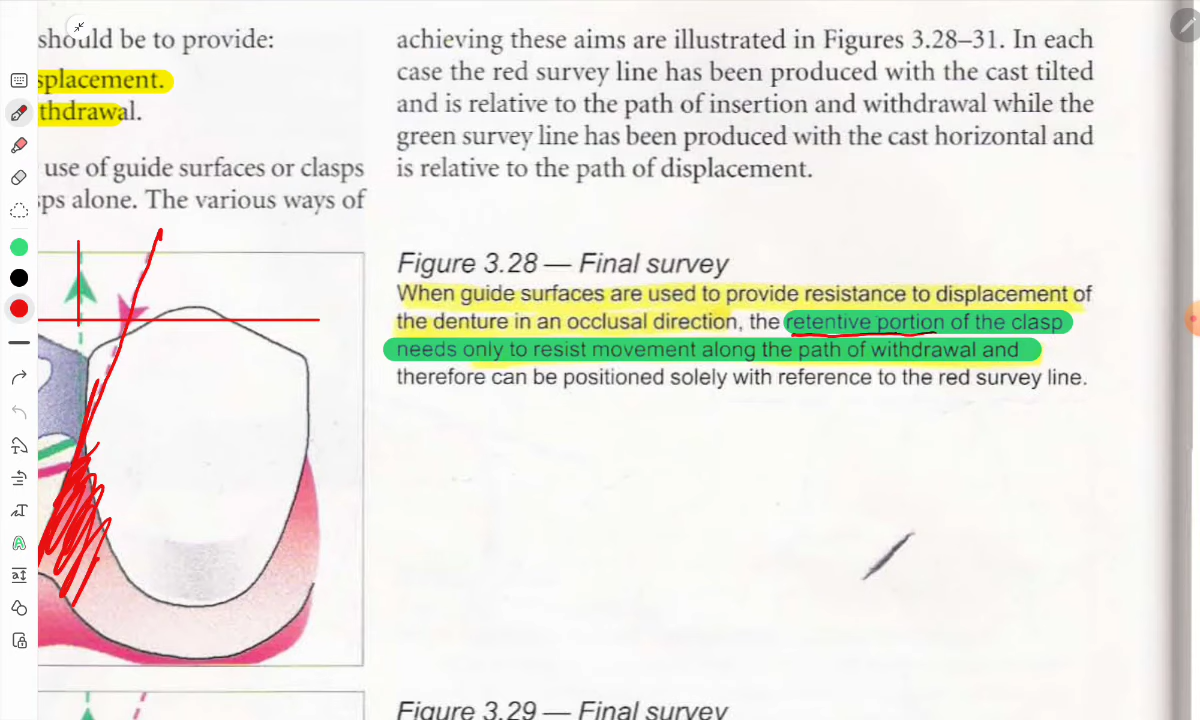 should be to provide:
splacement.
thdrawal.
use of guide surfaces or clasps
ps alone. The various ways of
achieving these aims are illustrated in Figures 3.28–31. In each
case the red survey line has been produced with the cast tilted
and is relative to the path of insertion and withdrawal while the
green survey line has been produced with the cast horizontal and
is relative to the path of displacement.
Figure 3.28 — Final survey
When guide surfaces are used to provide resistance to displacement of
the denture in an occlusal direction, the retentive portion of the clasp
needs only to resist movement along the path of withdrawal and
therefore can be positioned solely with reference to the red survey line.
Figure 3.29 — Final survey